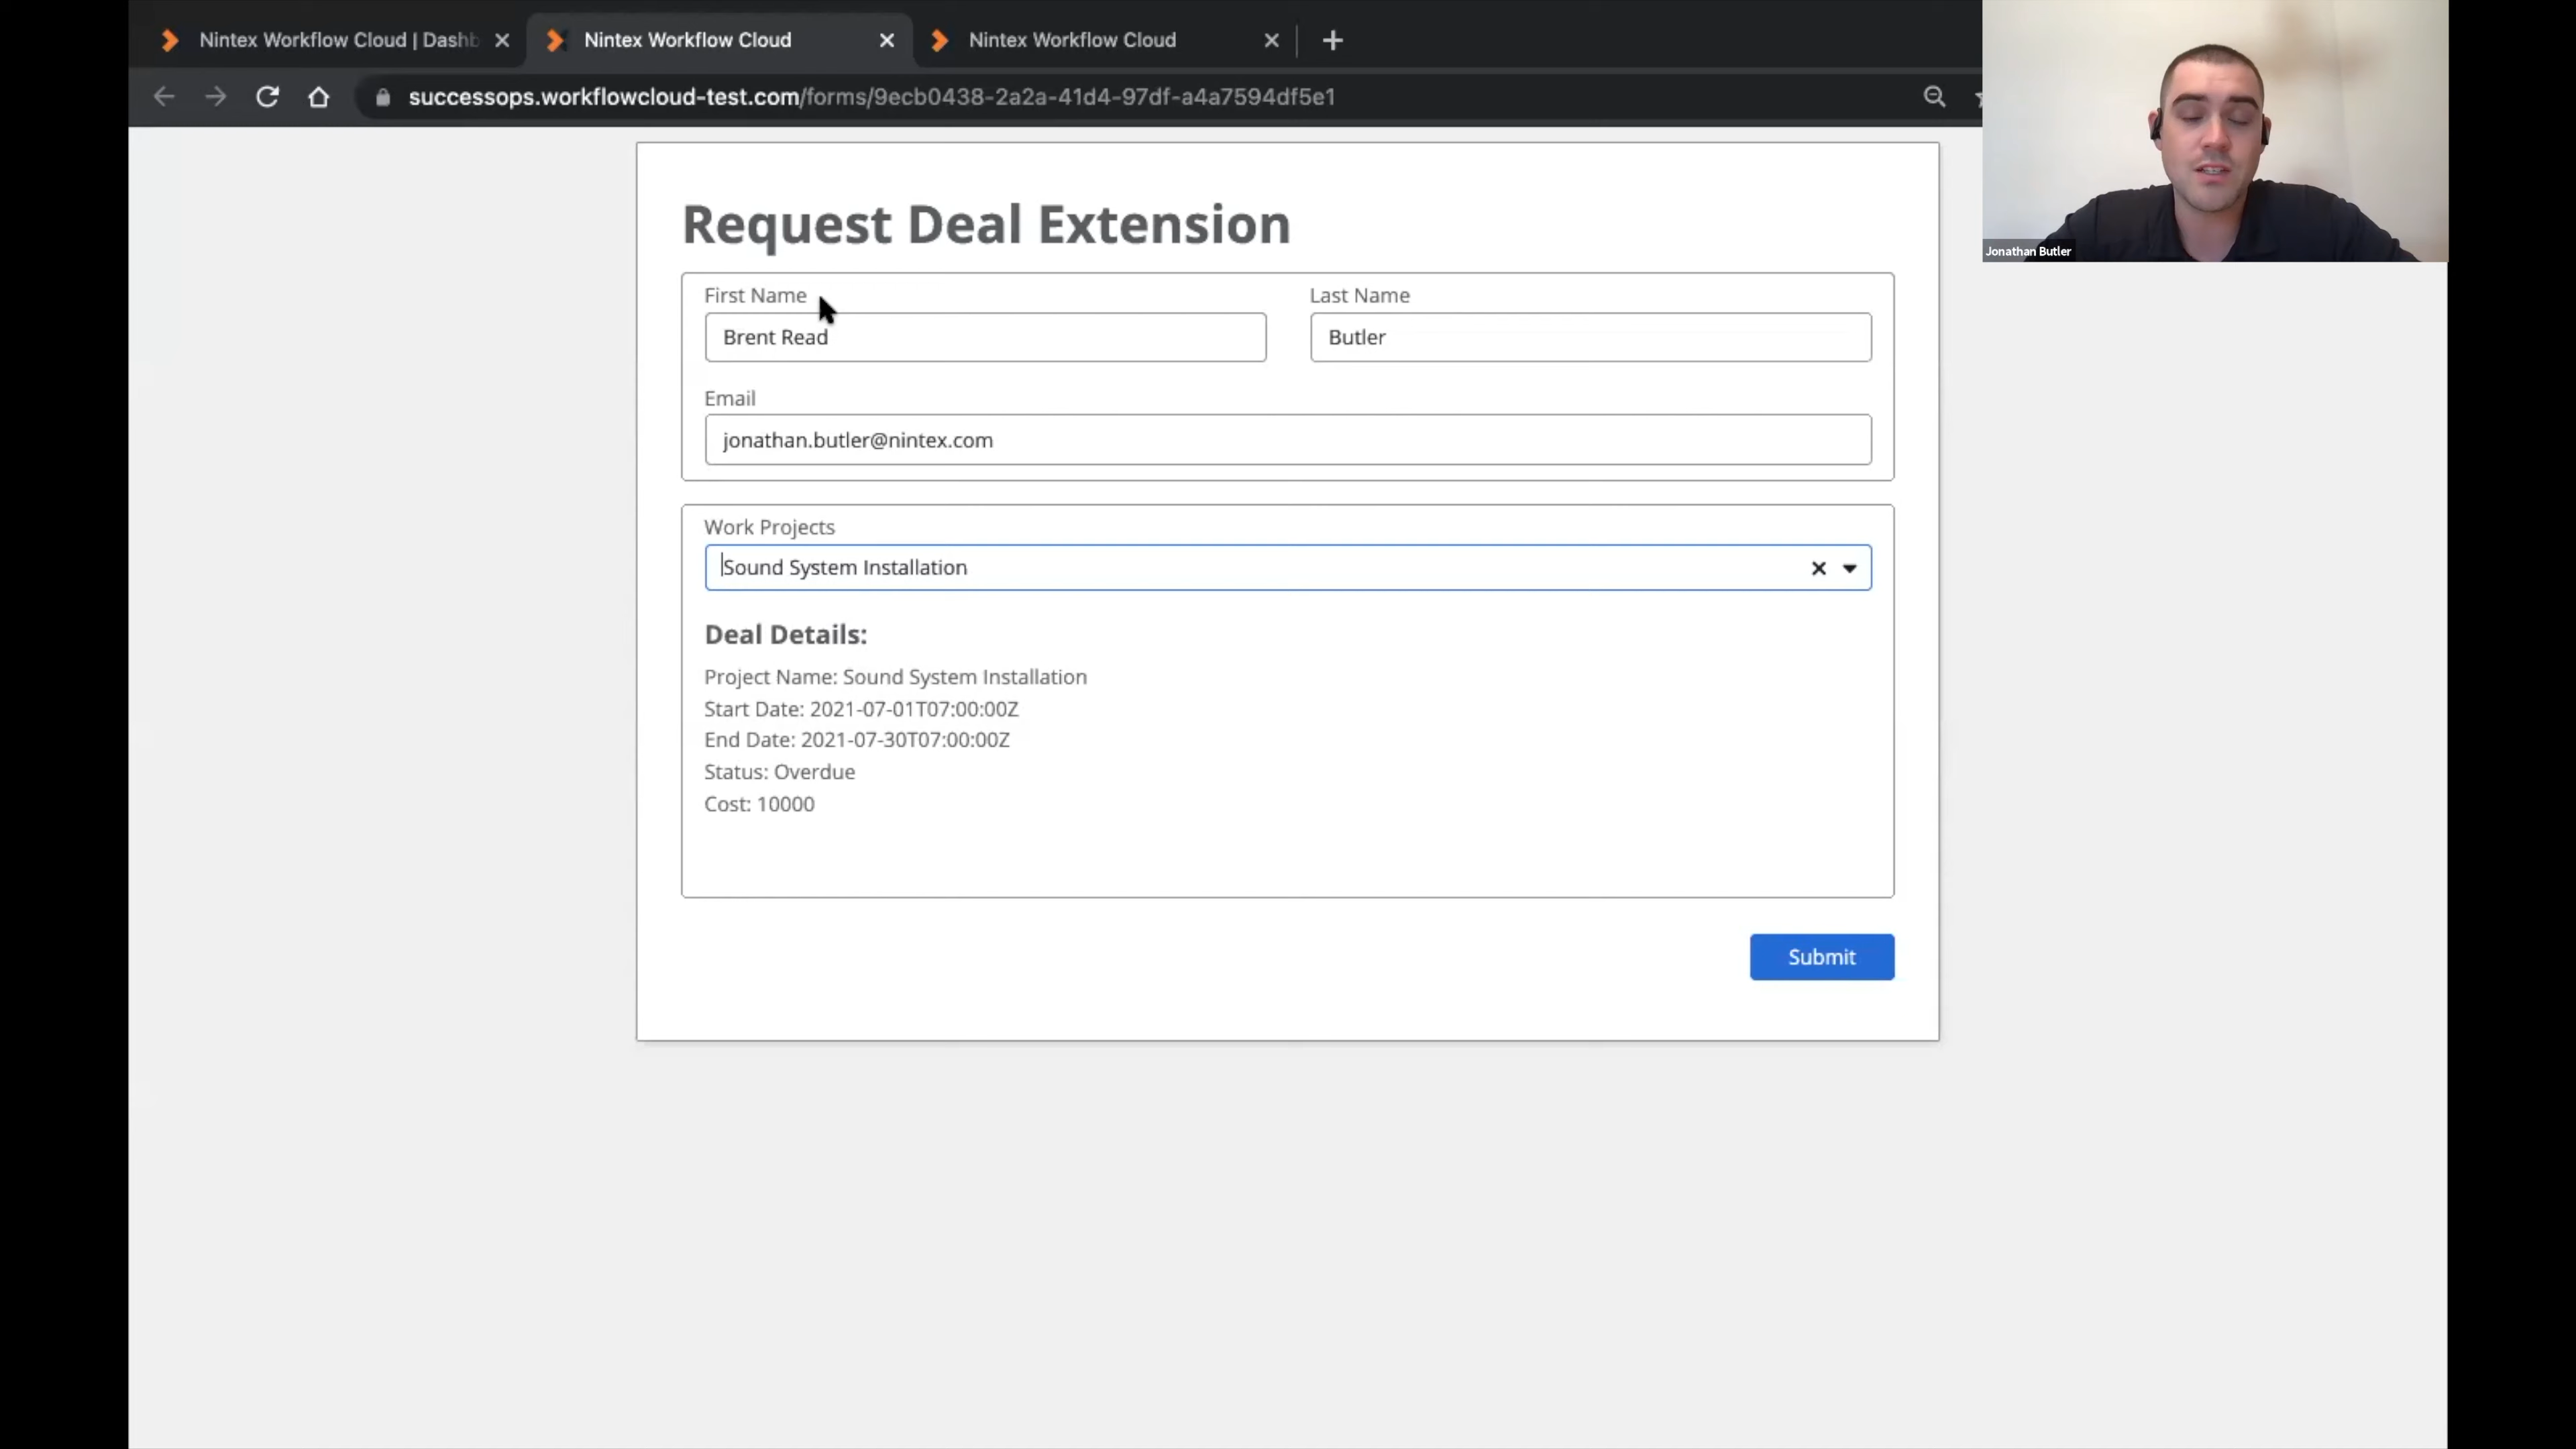 Nintex Workflow Cloud | Dashb
Nintex Workflow Cloud
Nintex Workflow Cloud
successops.workflowcloud-test.com/forms/9ecb0438-2a2a-41d4-97df-a4a7594df5e1
Jonathan Butler
Request Deal Extension
First Name
Last Name
Brent Read
Butler
Email
jonathan.butler@nintex.com
Work Projects
Sound System Installation
Deal Details:
Project Name: Sound System Installation
Start Date: 2021-07-01T07:00:00Z
End Date: 2021-07-30T07:00:00Z
Status: Overdue
Cost: 10000
Submit